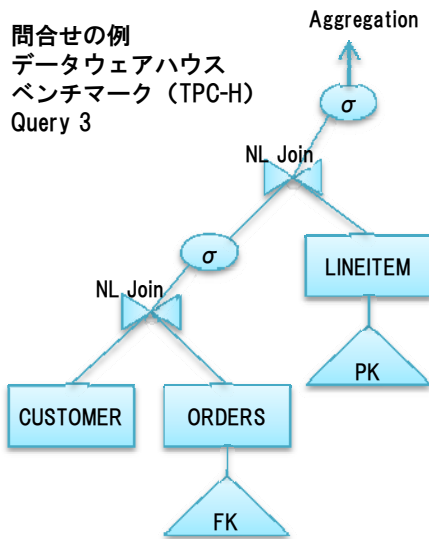 問合せの例
データウェアハウス
ベンチマーク（TPC-H）
Query 3
Aggregation
σ
NL Join
σ
LINEITEM
NL Join
PK
CUSTOMER
ORDERS
FK